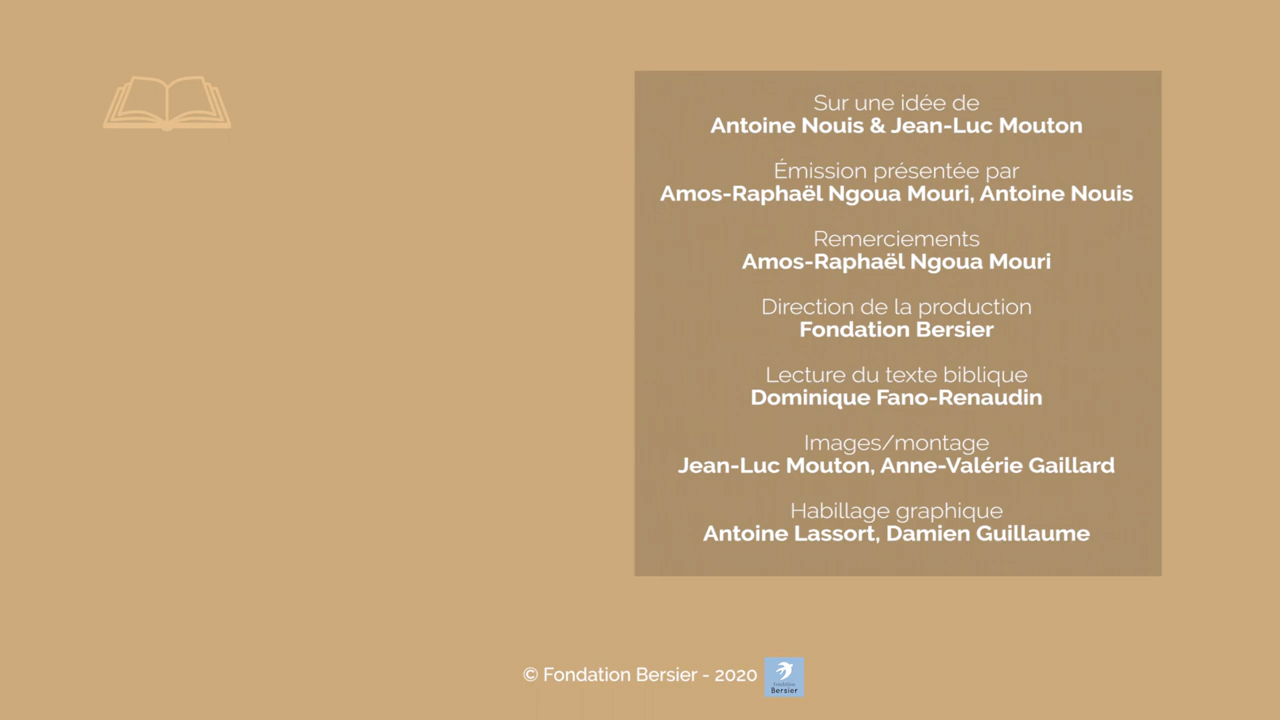 Sur une idée de
Antoine Nouis & Jean-Luc Mouton
Émission présentée par
Amos-Raphaël Ngoua Mouri, Antoine Nouis
Remerciements
Amos-Raphaël Ngoua Mouri
Direction de la production
Fondation Bersier
Lecture du texte biblique
Dominique Fano-Renaudin
Images/montage
Jean-Luc Mouton, Anne-Valérie Gaillard
Habillage graphique
Antoine Lassort, Damien Guillaume
© Fondation Bersier - 2020
Fondation
Bersier